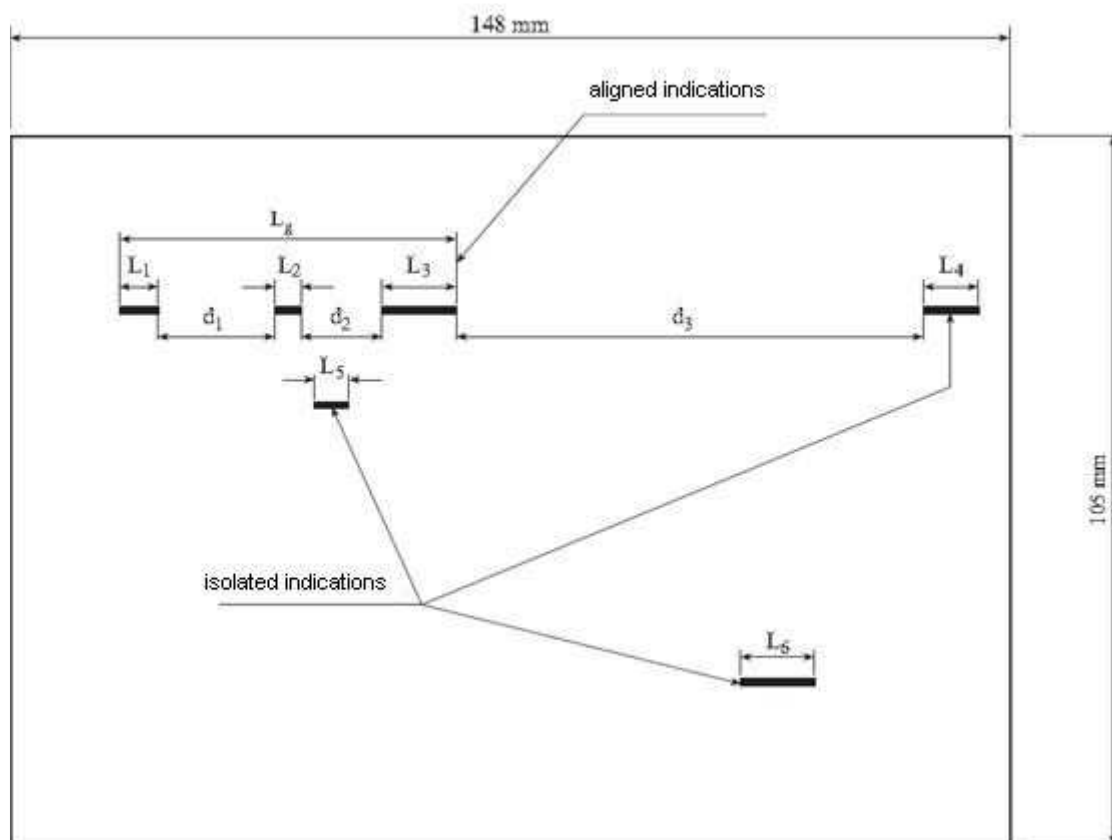 148 mm
aligned indications
Lg
L1
L2
L3
L4
d1
d2
d3
L5
105 mm
isolated indications
L6